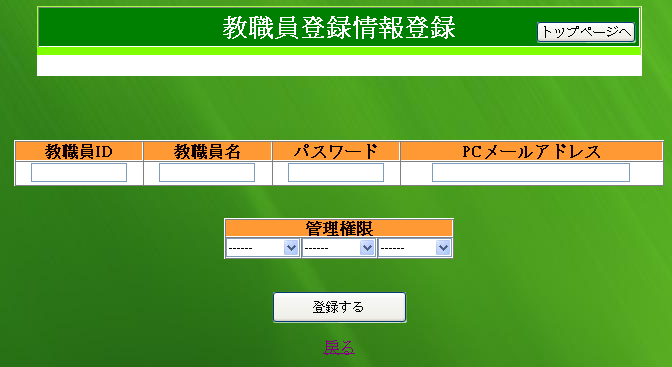 教職員登録情報登録
トップページへ
教職員ID 教職員名 パスワード PCメールアドレス
管理権限
------ ------ ------
登録する
戻る